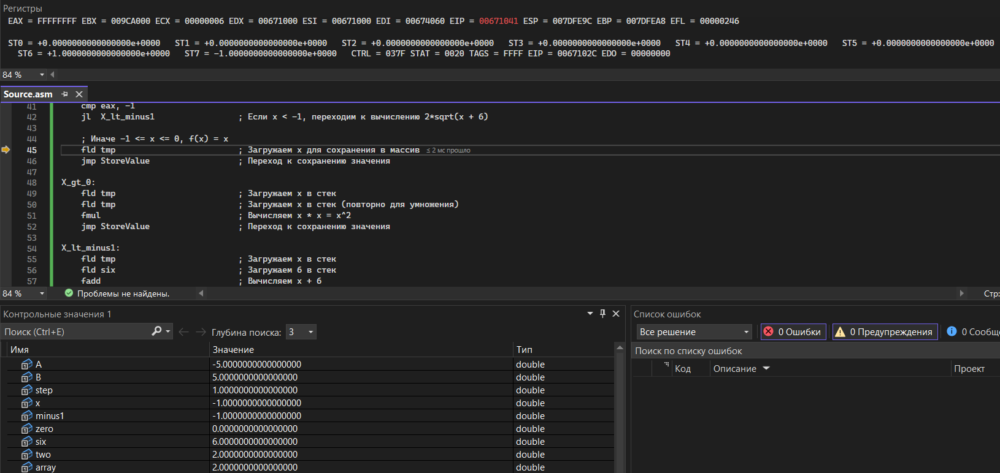 Регистры
EAX = FFFFFFFF EBX = 009CA000 ECX = 00000006 EDX = 00671000 ESI = 00671000 EDI = 00674060 EIP = 00671041 ESP = 007DFE9C EBP = 007DFEA8 EFL = 00000246
ST0 = +0.0000000000000000e+0000 ST1 = +0.0000000000000000e+0000 ST2 = +0.0000000000000000e+0000 ST3 = +0.0000000000000000e+0000 ST4 = +0.0000000000000000e+0000 ST5 = +0.0000000000000000e+0000
ST6 = +1.0000000000000000e+0000 ST7 = -1.0000000000000000e+0000 CTRL = 037F STAT = 0020 TAGS = FFFF EIP = 0067102C EDO = 00000000
84 %
Source.asm
41 cmp eax, -1
42 jl X_lt_minus1 ; Если x < -1, переходим к вычислению 2*sqrt(x + 6)
43
44 ; Иначе -1 <= x <= 0, f(x) = x
45 fld tmp ; Загружаем x для сохранения в массив ≤ 2 мс прошло
46 jmp StoreValue ; Переход к сохранению значения
47
48 X_gt_0:
49 fld tmp ; Загружаем x в стек
50 fld tmp ; Загружаем x в стек (повторно для умножения)
51 fmul ; Вычисляем x * x = x^2
52 jmp StoreValue ; Переход к сохранению значения
53
54 X_lt_minus1:
55 fld tmp ; Загружаем x в стек
56 fld six ; Загружаем 6 в стек
57 fadd ; Вычисляем x + 6
84 % Проблемы не найдены. Стр:
Контрольные значения 1
Поиск (Ctrl+E) Глубина поиска: 3
Имя Значение Тип
A -5.0000000000000000 double
B 5.0000000000000000 double
step 1.0000000000000000 double
x -1.0000000000000000 double
minus1 -1.0000000000000000 double
zero 0.0000000000000000 double
six 6.0000000000000000 double
two 2.0000000000000000 double
array 2.0000000000000000 double
Список ошибок
Все решение 0 Ошибки 0 Предупреждения 0 Сообще
Поиск по списку ошибок
Код Описание Проект